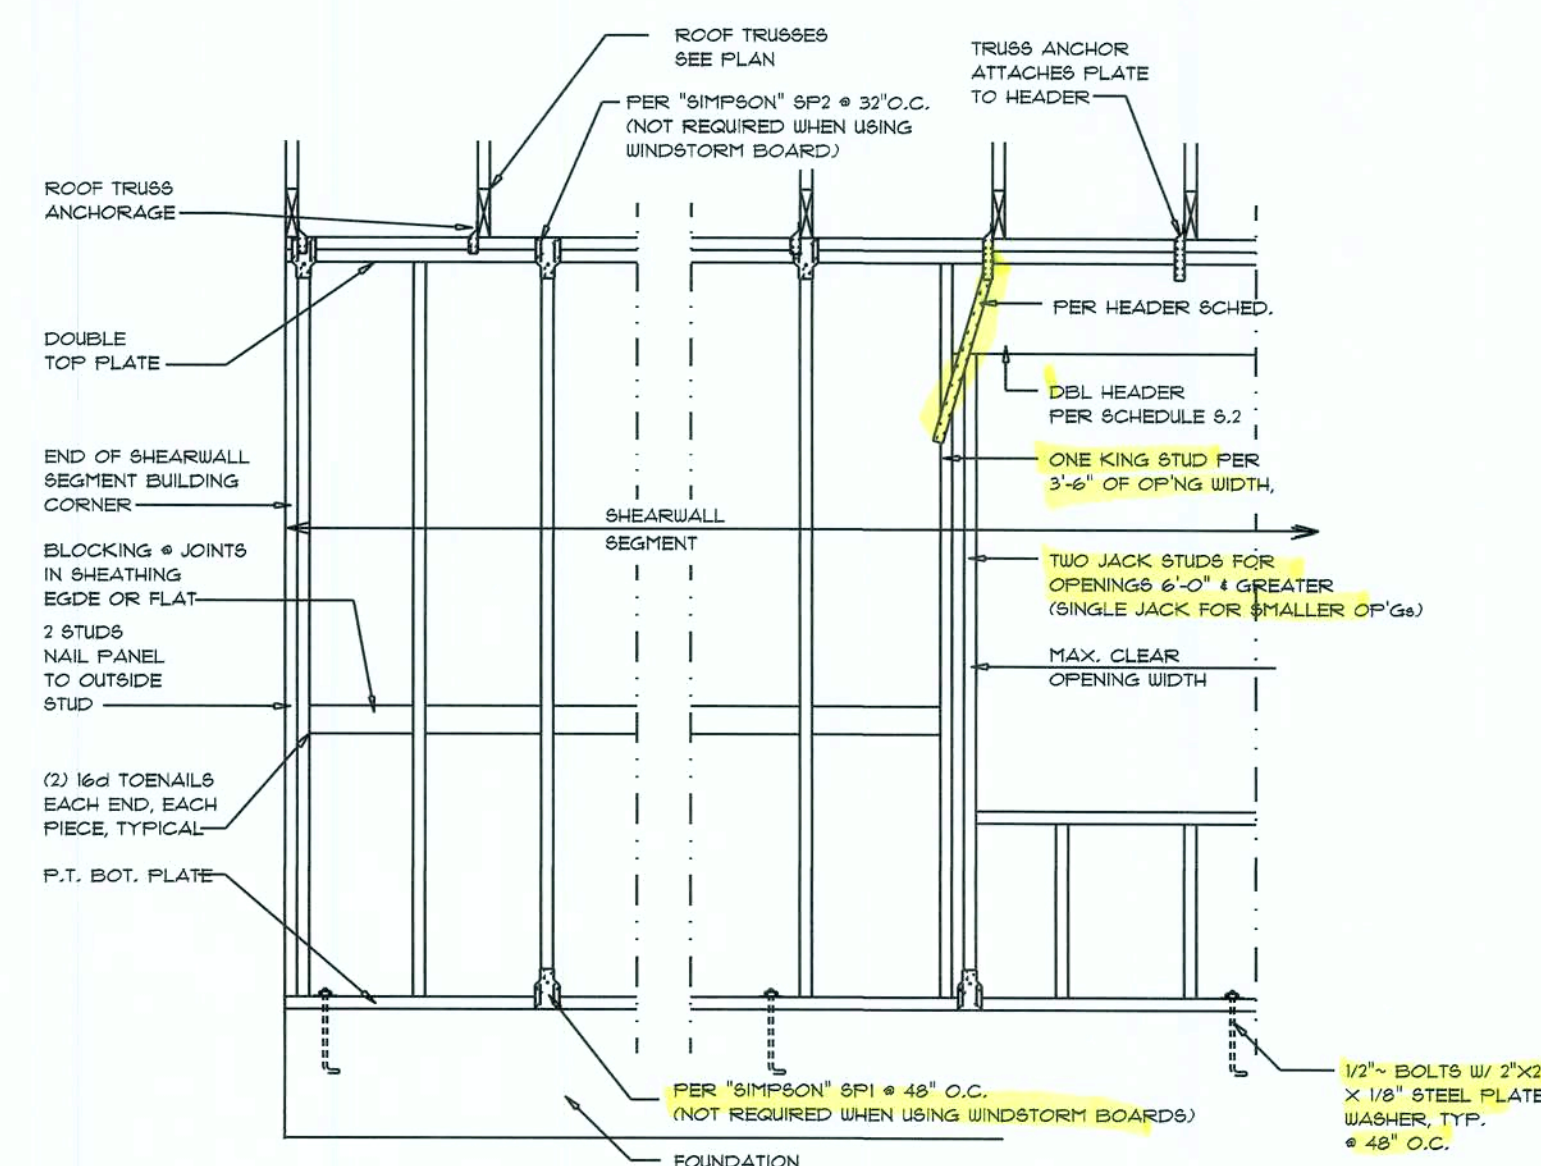 ROOF TRUSSES
SEE PLAN
PER "SIMPSON" SP2 @ 32"O.C.
(NOT REQUIRED WHEN USING
WINDSTORM BOARD)
TRUSS ANCHOR
ATTACHES PLATE
TO HEADER
ROOF TRUSS
ANCHORAGE
DOUBLE
TOP PLATE
PER HEADER SCHED.
DBL HEADER
PER SCHEDULE S.2
END OF SHEARWALL
SEGMENT BUILDING
CORNER
ONE KING STUD PER
3'-6" OF OP'NG WIDTH,
SHEARWALL
SEGMENT
BLOCKING @ JOINTS
IN SHEATHING
EGDE OR FLAT
TWO JACK STUDS FOR
OPENINGS 6'-0" & GREATER
(SINGLE JACK FOR SMALLER OP'Gs)
2 STUDS
NAIL PANEL
TO OUTSIDE
STUD
MAX. CLEAR
OPENING WIDTH
(2) 16d TOENAILS
EACH END, EACH
PIECE, TYPICAL
P.T. BOT. PLATE
PER "SIMPSON" SP1 @ 48" O.C.
(NOT REQUIRED WHEN USING WINDSTORM BOARDS)
1/2"~ BOLTS W/ 2"X2
X 1/8" STEEL PLATE
WASHER, TYP.
@ 48" O.C.
FOUNDATION